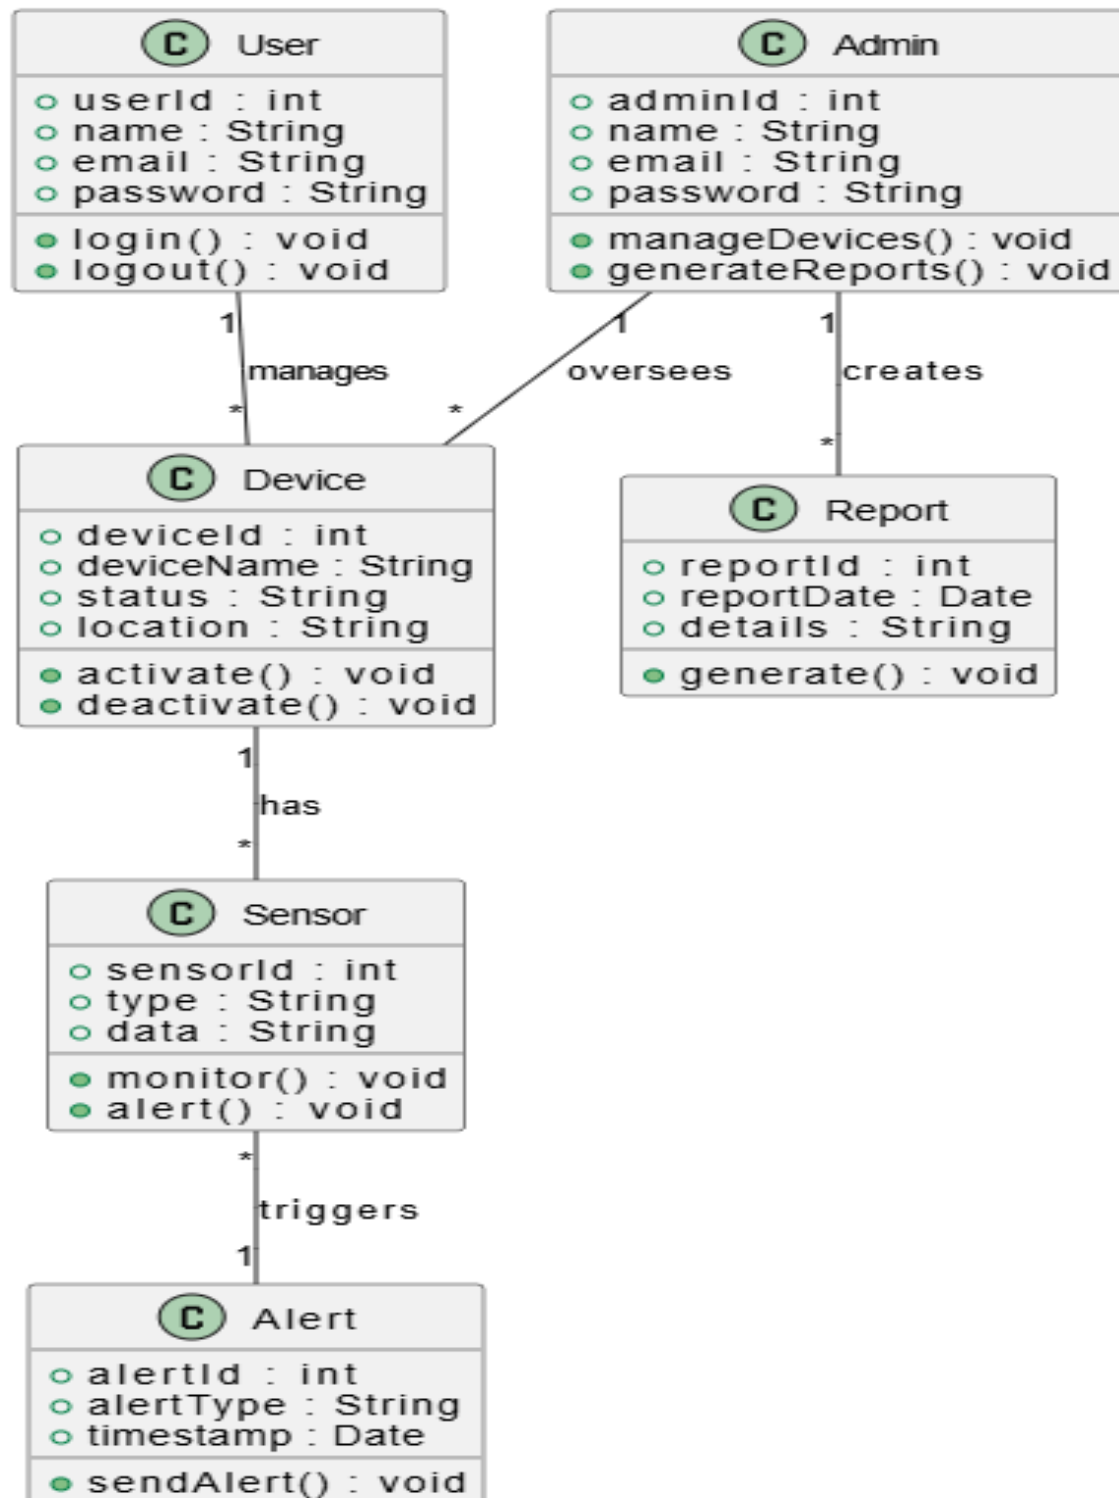 C User
userId : int
name : String
email : String
password : String
login() : void
logout() : void
C Admin
adminId : int
name : String
email : String
password : String
manageDevices() : void
generateReports() : void
1
manages
*
1
oversees
*
1
creates
*
C Device
deviceId : int
deviceName : String
status : String
location : String
activate() : void
deactivate() : void
C Report
reportId : int
reportDate : Date
details : String
generate() : void
1
has
*
C Sensor
sensorId : int
type : String
data : String
monitor() : void
alert() : void
*
triggers
1
C Alert
alertId : int
alertType : String
timestamp : Date
sendAlert() : void